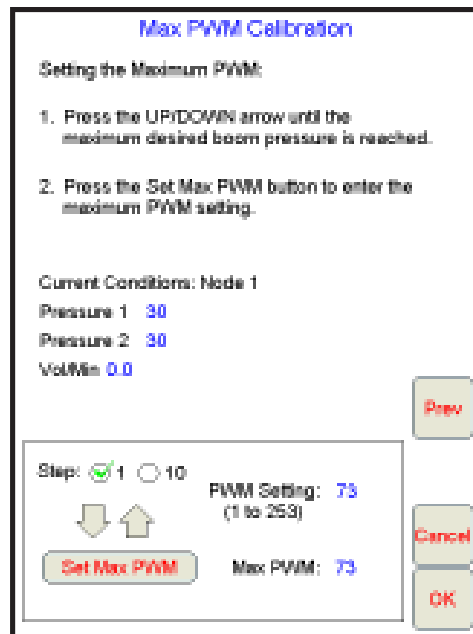 Max PWM Calibration
Setting the Maximum PWM:
1. Press the UP/DOWN arrow until the
maximum desired boom pressure is reached.
2. Press the Set Max PWM button to enter the
maximum PWM setting.
Current Conditions: Node 1
Pressure 1 30
Pressure 2 30
Vol/Min 0.0
Prev
Step: 1 10
PWM Setting: 73
(1 to 253)
Set Max PWM
Max PWM: 73
Cancel
OK